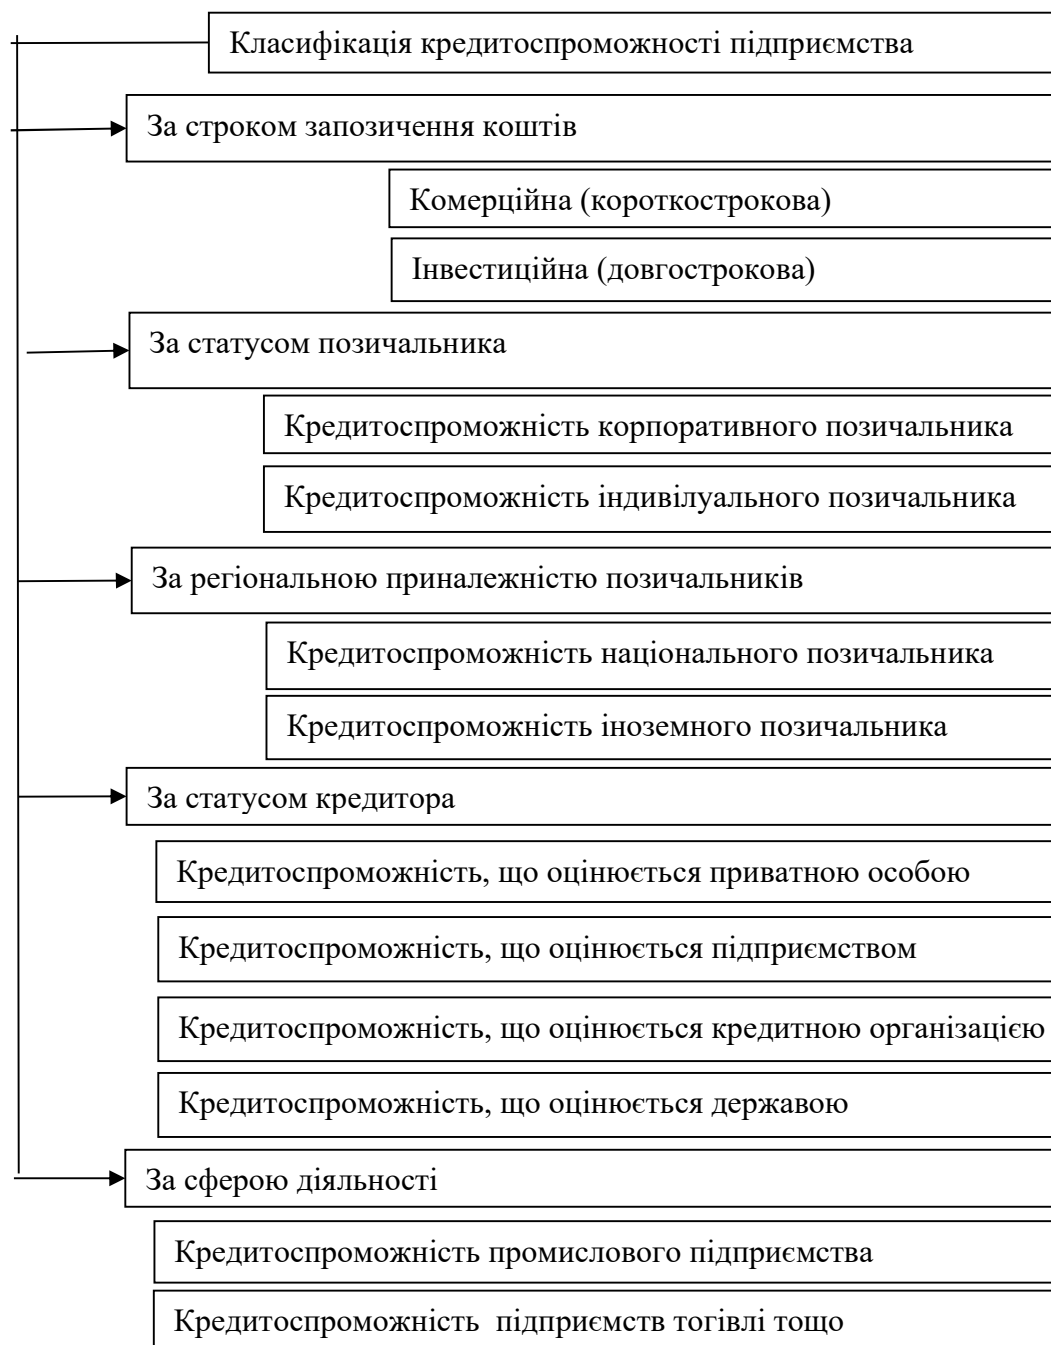 Класифікація кредитоспроможності підприємства
За строком запозичення коштів
Комерційна (короткострокова)
Інвестиційна (довгострокова)
За статусом позичальника
Кредитоспроможність корпоративного позичальника
Кредитоспроможність індивілуального позичальника
За регіональною приналежністю позичальників
Кредитоспроможність національного позичальника
Кредитоспроможність іноземного позичальника
За статусом кредитора
Кредитоспроможність, що оцінюється приватною особою
Кредитоспроможність, що оцінюється підприємством
Кредитоспроможність, що оцінюється кредитною організацією
Кредитоспроможність, що оцінюється державою
За сферою діяльності
Кредитоспроможність промислового підприємства
Кредитоспроможність  підприємств тогівлі тощо